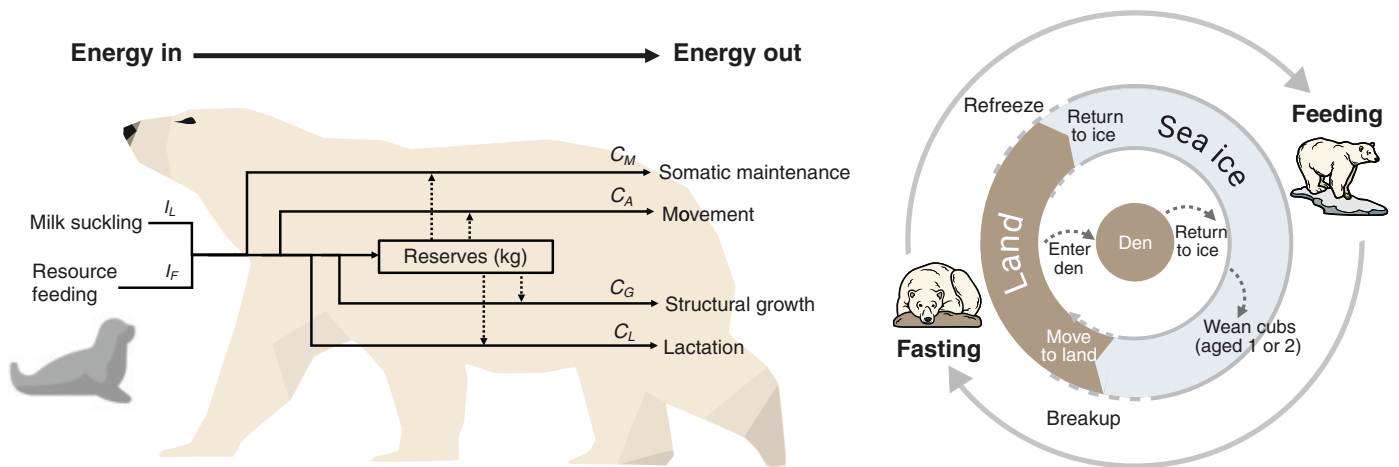 Energy in
Energy out
C_M
Somatic maintenance
C_A
Movement
Milk suckling
I_L
Reserves (kg)
Resource
feeding
I_F
C_G
Structural growth
C_L
Lactation
Refreeze
Return
to ice
Sea ice
Feeding
Land
Enter
den
Den
Return
to ice
Fasting
Move
to land
Wean cubs
(aged 1 or 2)
Breakup